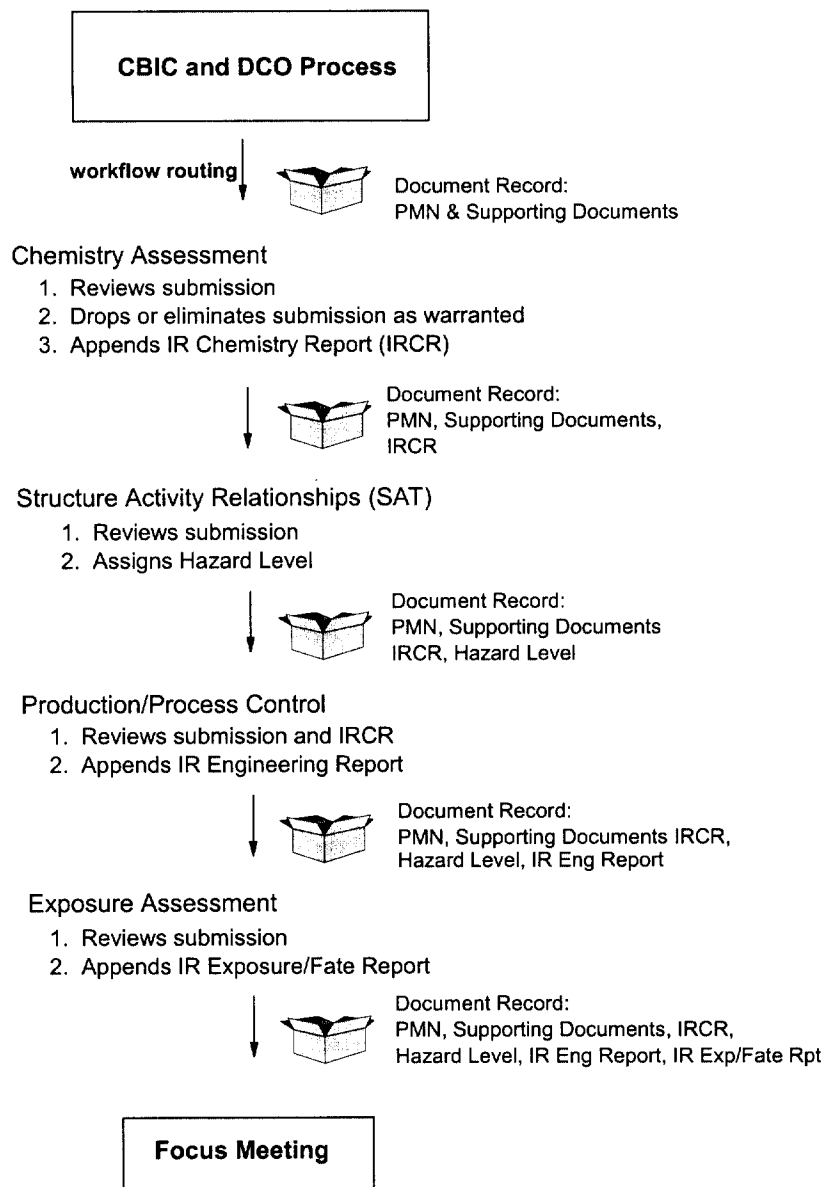 CBIC and DCO Process
workflow routing
Document Record:
PMN & Supporting Documents
Chemistry Assessment
1. Reviews submission
2. Drops or eliminates submission as warranted
3. Appends IR Chemistry Report (IRCR)
Document Record:
PMN, Supporting Documents,
IRCR
Structure Activity Relationships (SAT)
1. Reviews submission
2. Assigns Hazard Level
Document Record:
PMN, Supporting Documents
IRCR, Hazard Level
Production/Process Control
1. Reviews submission and IRCR
2. Appends IR Engineering Report
Document Record:
PMN, Supporting Documents IRCR,
Hazard Level, IR Eng Report
Exposure Assessment
1. Reviews submission
2. Appends IR Exposure/Fate Report
Document Record:
PMN, Supporting Documents, IRCR,
Hazard Level, IR Eng Report, IR Exp/Fate Rpt
Focus Meeting